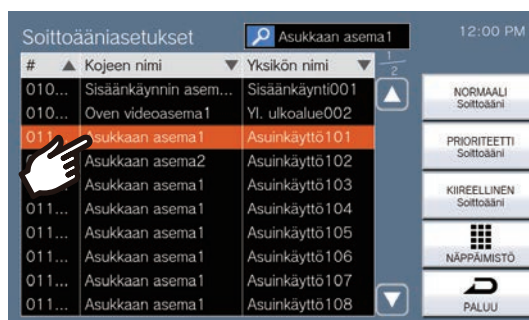 Soittoääniasetukset
Asukkaan asema1
12:00 PM
# Kojeen nimi Yksikön nimi 1/2
010... Sisäänkäynnin asem... Sisäänkäynti001
010... Oven videoasema1 Yl. ulkoalue002
011... Asukkaan asema1 Asuinkäyttö101
Asukkaan asema2 Asuinkäyttö102
Asukkaan asema1 Asuinkäyttö103
011... Asukkaan asema1 Asuinkäyttö104
011... Asukkaan asema1 Asuinkäyttö105
011... Asukkaan asema1 Asuinkäyttö106
011... Asukkaan asema1 Asuinkäyttö107
011... Asukkaan asema1 Asuinkäyttö108
NORMAALI
Soittoääni
PRIORITEETTI
Soittoääni
KIIREELLINEN
Soittoääni
NÄPPÄIMISTÖ
PALUU